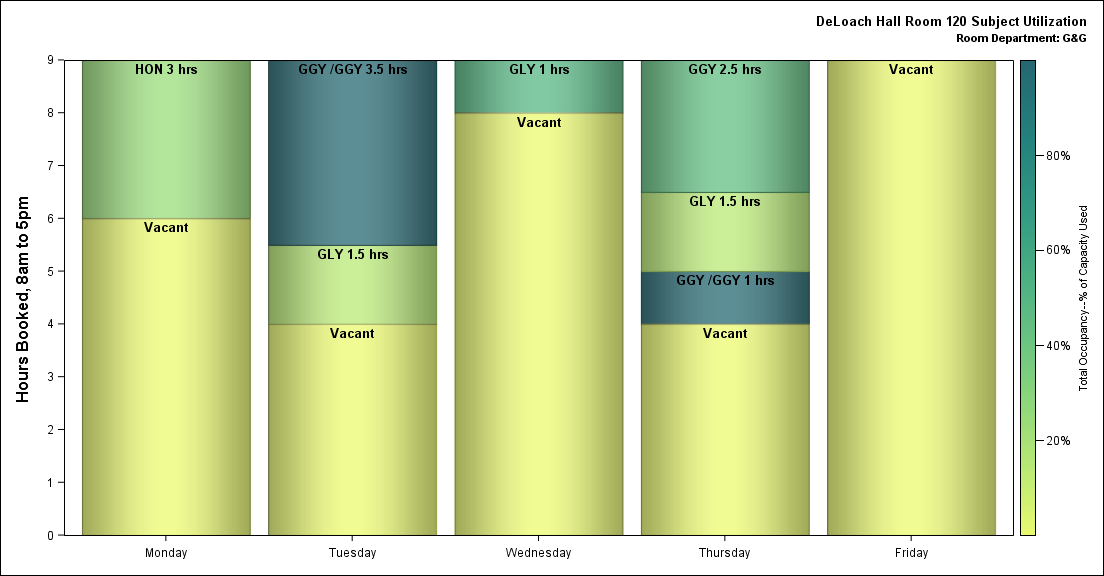 DeLoach Hall Room 120 Subject Utilization
Room Department: G&G
Hours Booked, 8am to 5pm
9
8
7
6
5
4
3
2
1
0
HON 3 hrs
Vacant
GGY /GGY 3.5 hrs
GLY 1.5 hrs
Vacant
GLY 1 hrs
Vacant
GGY 2.5 hrs
GLY 1.5 hrs
GGY /GGY 1 hrs
Vacant
Vacant
Monday
Tuesday
Wednesday
Thursday
Friday
80%
60%
40%
20%
Total Occupancy--% of Capacity Used